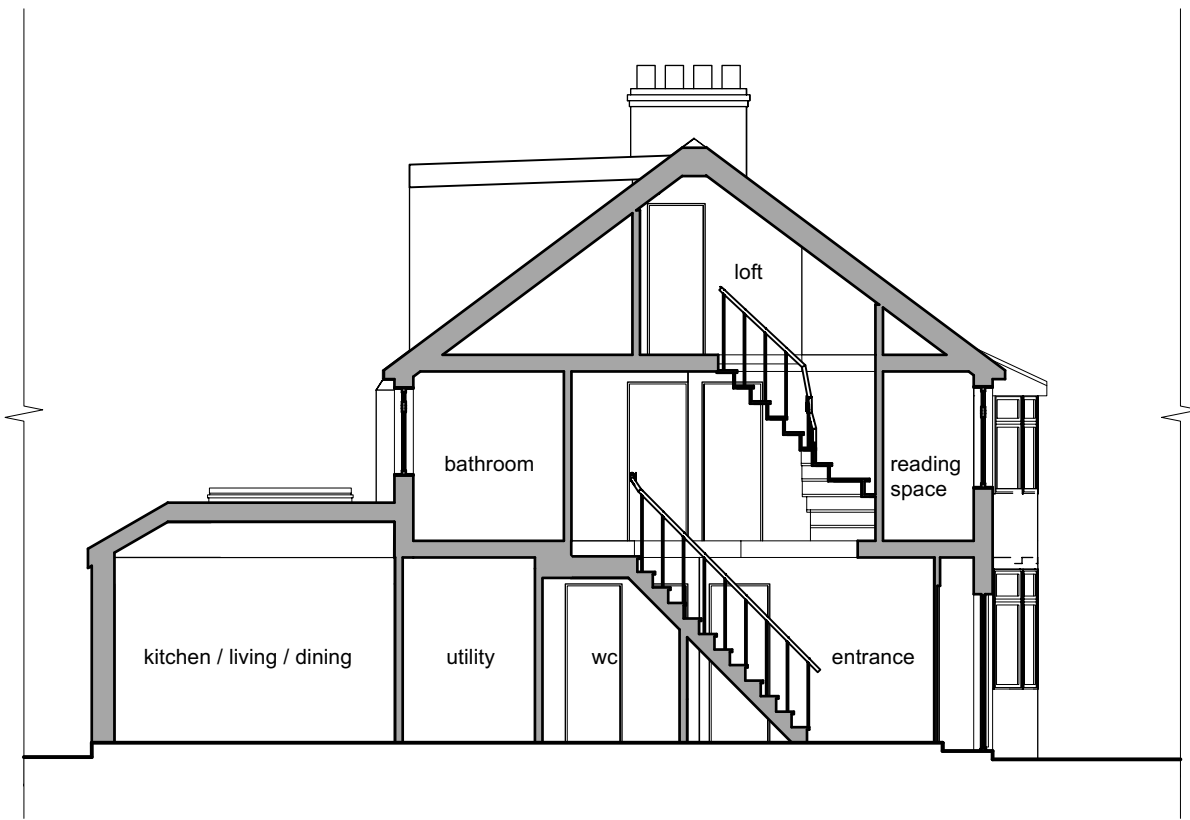 loft
bathroom
reading
space
kitchen / living / dining
utility
wc
entrance